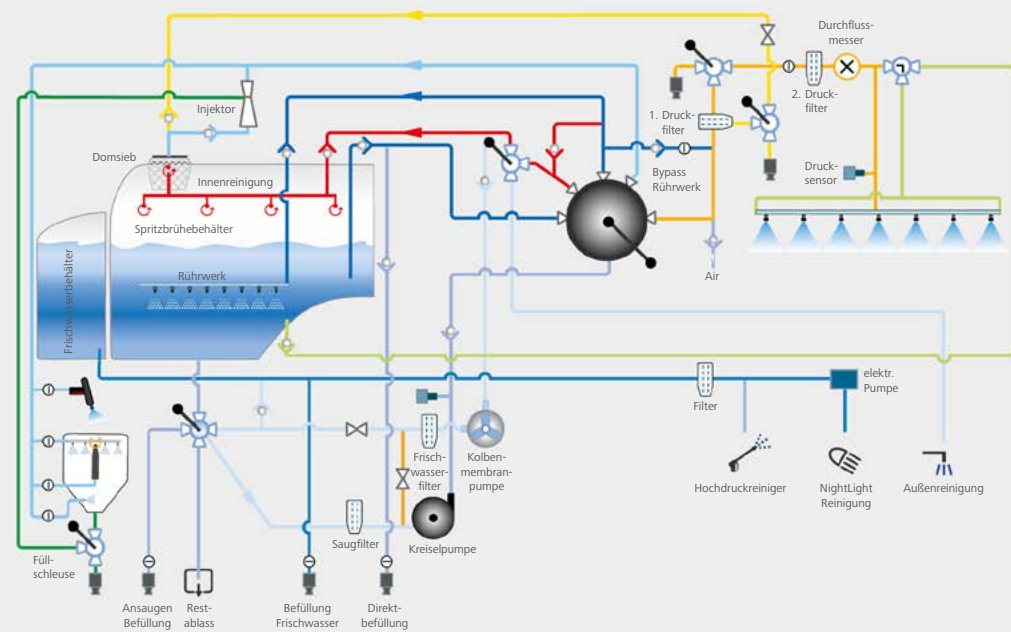 Durchfluss-
messer
Injektor
1. Druck-
filter
2. Druck-
filter
Domsieb
Innenreinigung
Bypass
Rührwerk
Druck-
sensor
Spritzbrühebehälter
Frischwasserbehälter
Rührwerk
Air
elektr.
Pumpe
Filter
Frisch-
wasser-
filter
Kolben-
membran-
pumpe
Hochdruckreiniger
NightLight
Reinigung
Außenreinigung
Saugfilter
Kreiselpumpe
Füll-
schleuse
Ansaugen
Befüllung
Rest-
ablass
Befüllung
Frischwasser
Direkt-
befüllung